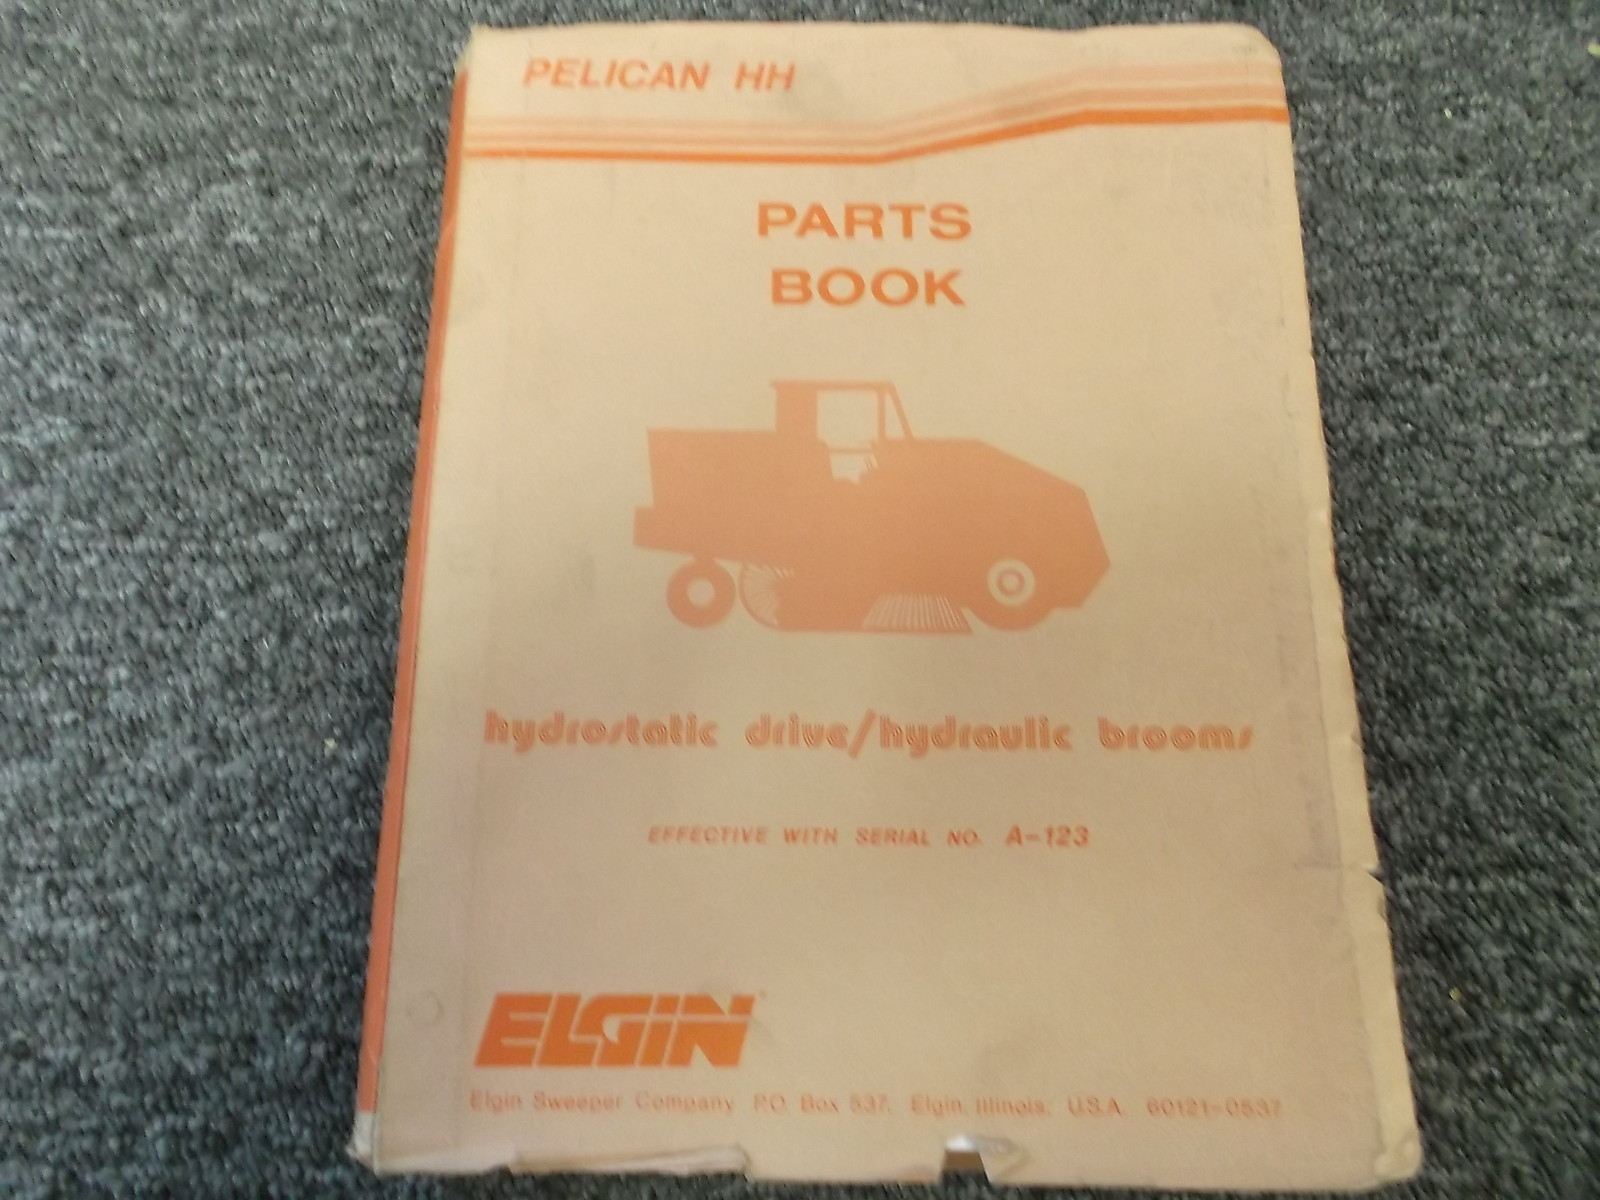 PELICAN HH
PARTS
BOOK
hydrostatic drive/hydraulic brooms
EFFECTIVE WITH SERIAL NO. A-123
ELGiN
Elgin Sweeper Company P.O. Box 537, Elgin, Illinois, U.S.A. 60121-0537